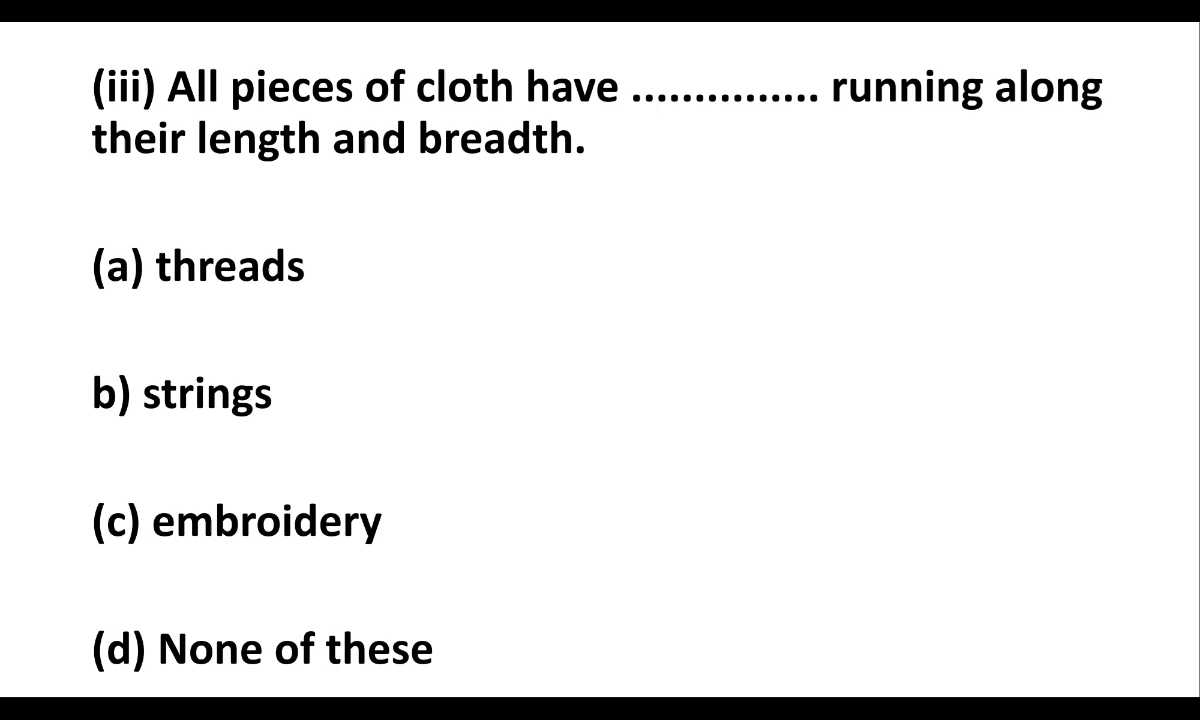 (iii) All pieces of cloth have ............... running along
their length and breadth.
(a) threads
b) strings
(c) embroidery
(d) None of these